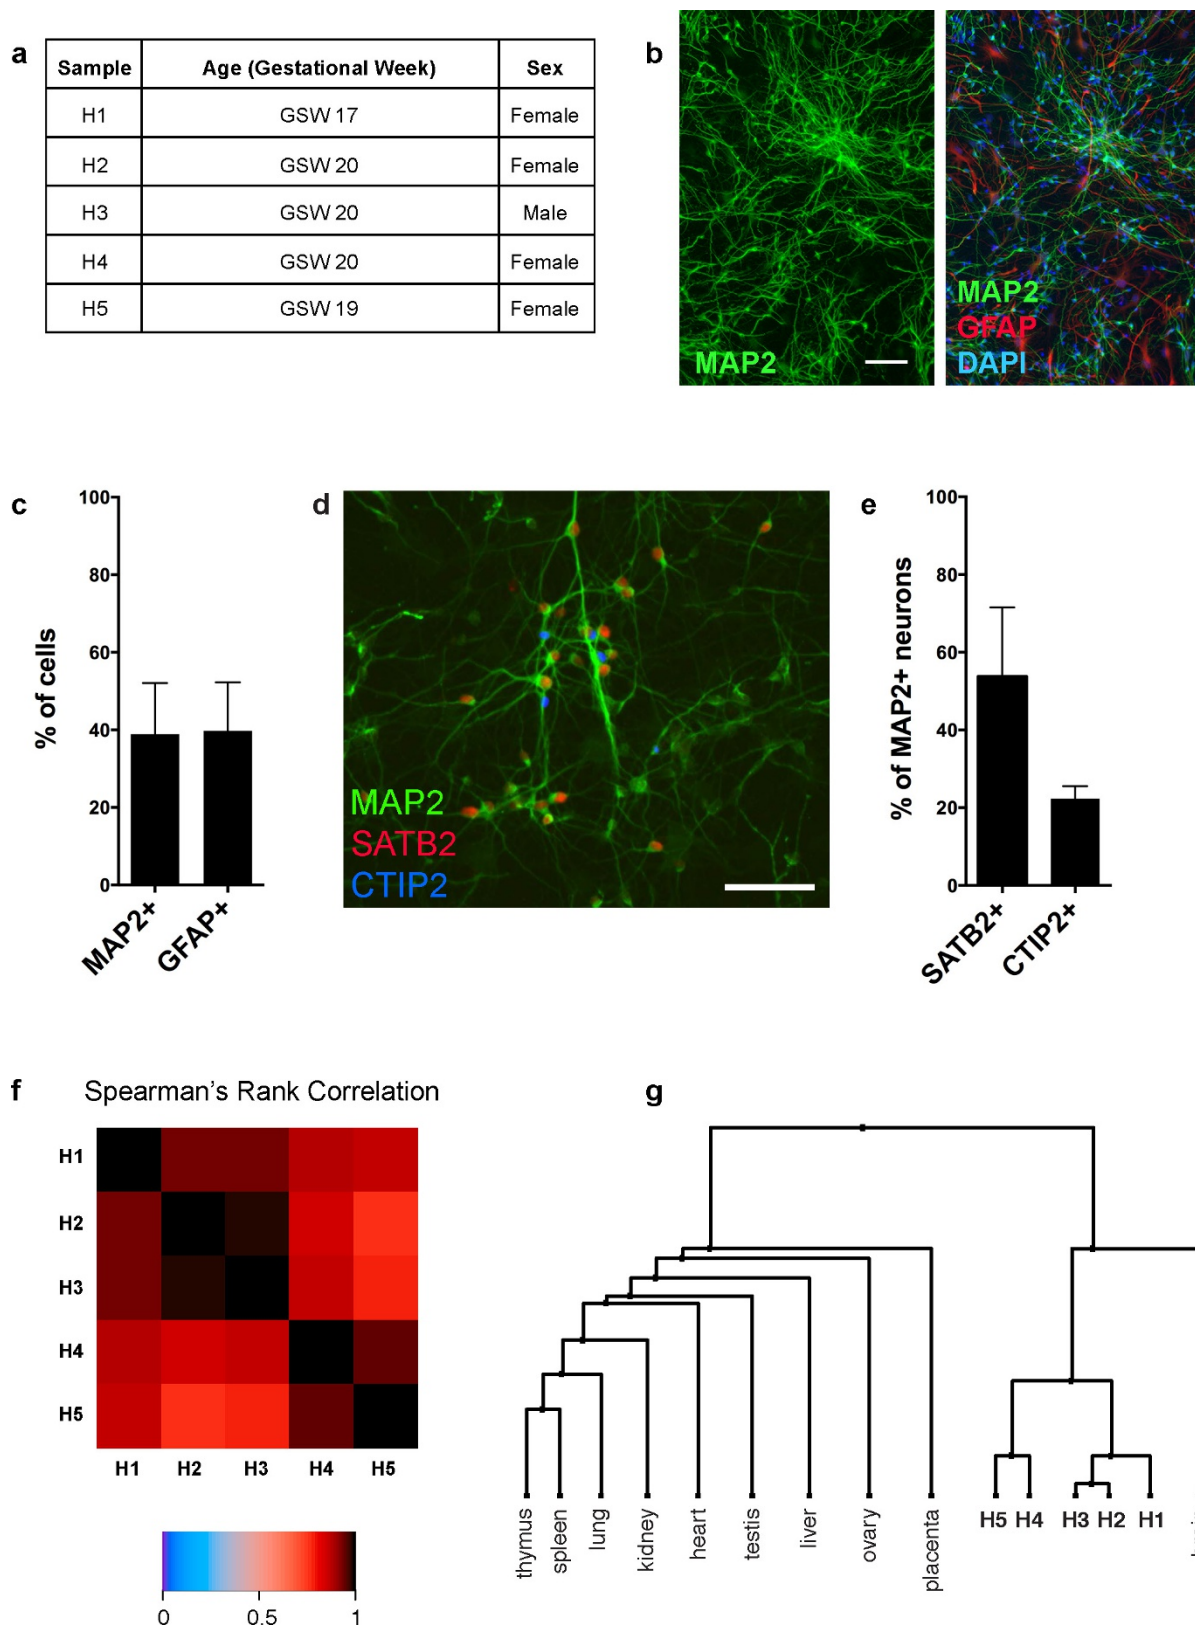 a
Sample Age (Gestational Week) Sex
H1 GSW 17 Female
H2 GSW 20 Female
H3 GSW 20 Male
H4 GSW 20 Female
H5 GSW 19 Female
b
MAP2
MAP2
GFAP
DAPI
c
100
80
60
40
20
0
% of cells
MAP2+
GFAP+
d
MAP2
SATB2
CTIP2
e
100
80
60
40
20
0
% of MAP2+ neurons
SATB2+
CTIP2+
f
Spearman's Rank Correlation
H1
H2
H3
H4
H5
H1 H2 H3 H4 H5
0 0.5 1
g
thymus
spleen
lung
kidney
heart
testis
liver
ovary
placenta
H5 H4 H3 H2 H1